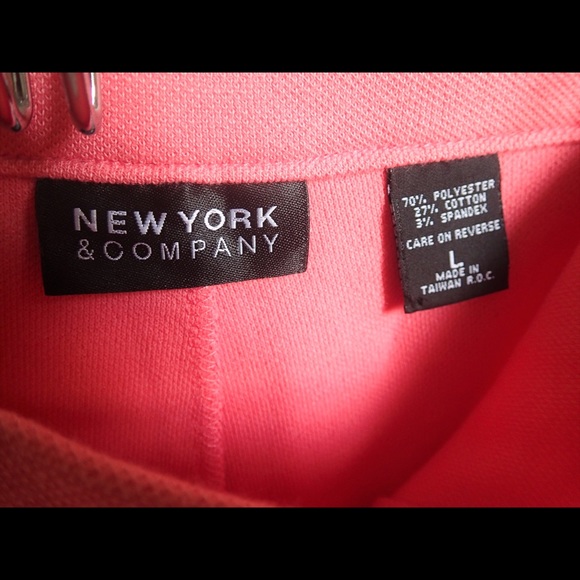 NEW YORK
& COMPANY
70% POLYESTER
27% COTTON
3% SPANDEX
CARE ON REVERSE
L
MADE IN
TAIWAN R.O.C.